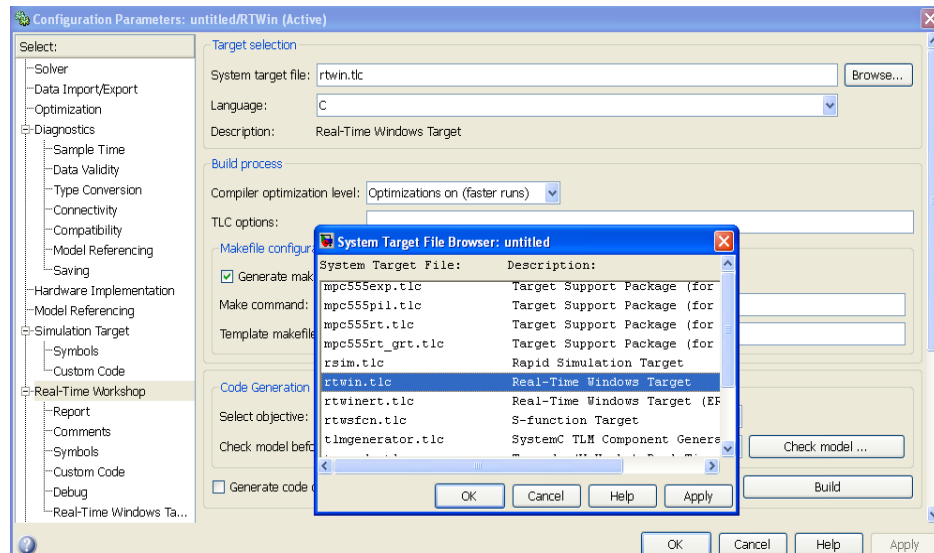 Configuration Parameters: untitled/RTWin (Active)
Select:
Solver
Data Import/Export
Optimization
Diagnostics
Sample Time
Data Validity
Type Conversion
Connectivity
Compatibility
Model Referencing
Saving
Hardware Implementation
Model Referencing
Simulation Target
Symbols
Custom Code
Real-Time Workshop
Report
Comments
Symbols
Custom Code
Debug
Real-Time Windows Ta...
Target selection
System target file: rtwin.tlc Browse...
Language: C
Description: Real-Time Windows Target
Build process
Compiler optimization level: Optimizations on (faster runs)
TLC options:
Makefile configura
Generate mak
Make command:
Template makefile
Code Generation
Select objective:
Check model befo
Check model ...
Generate code o
Build
System Target File Browser: untitled
System Target File: Description:
mpc555exp.tlc Target Support Package (for
mpc555pil.tlc Target Support Package (for
mpc555rt.tlc Target Support Package (for
mpc555rt_grt.tlc Target Support Package (for
rsim.tlc Rapid Simulation Target
rtwin.tlc Real-Time Windows Target
rtwinert.tlc Real-Time Windows Target (ER
rtwsfcn.tlc S-function Target
tlmgenerator.tlc SystemC TLM Component Genera
OK Cancel Help Apply
OK Cancel Help Apply